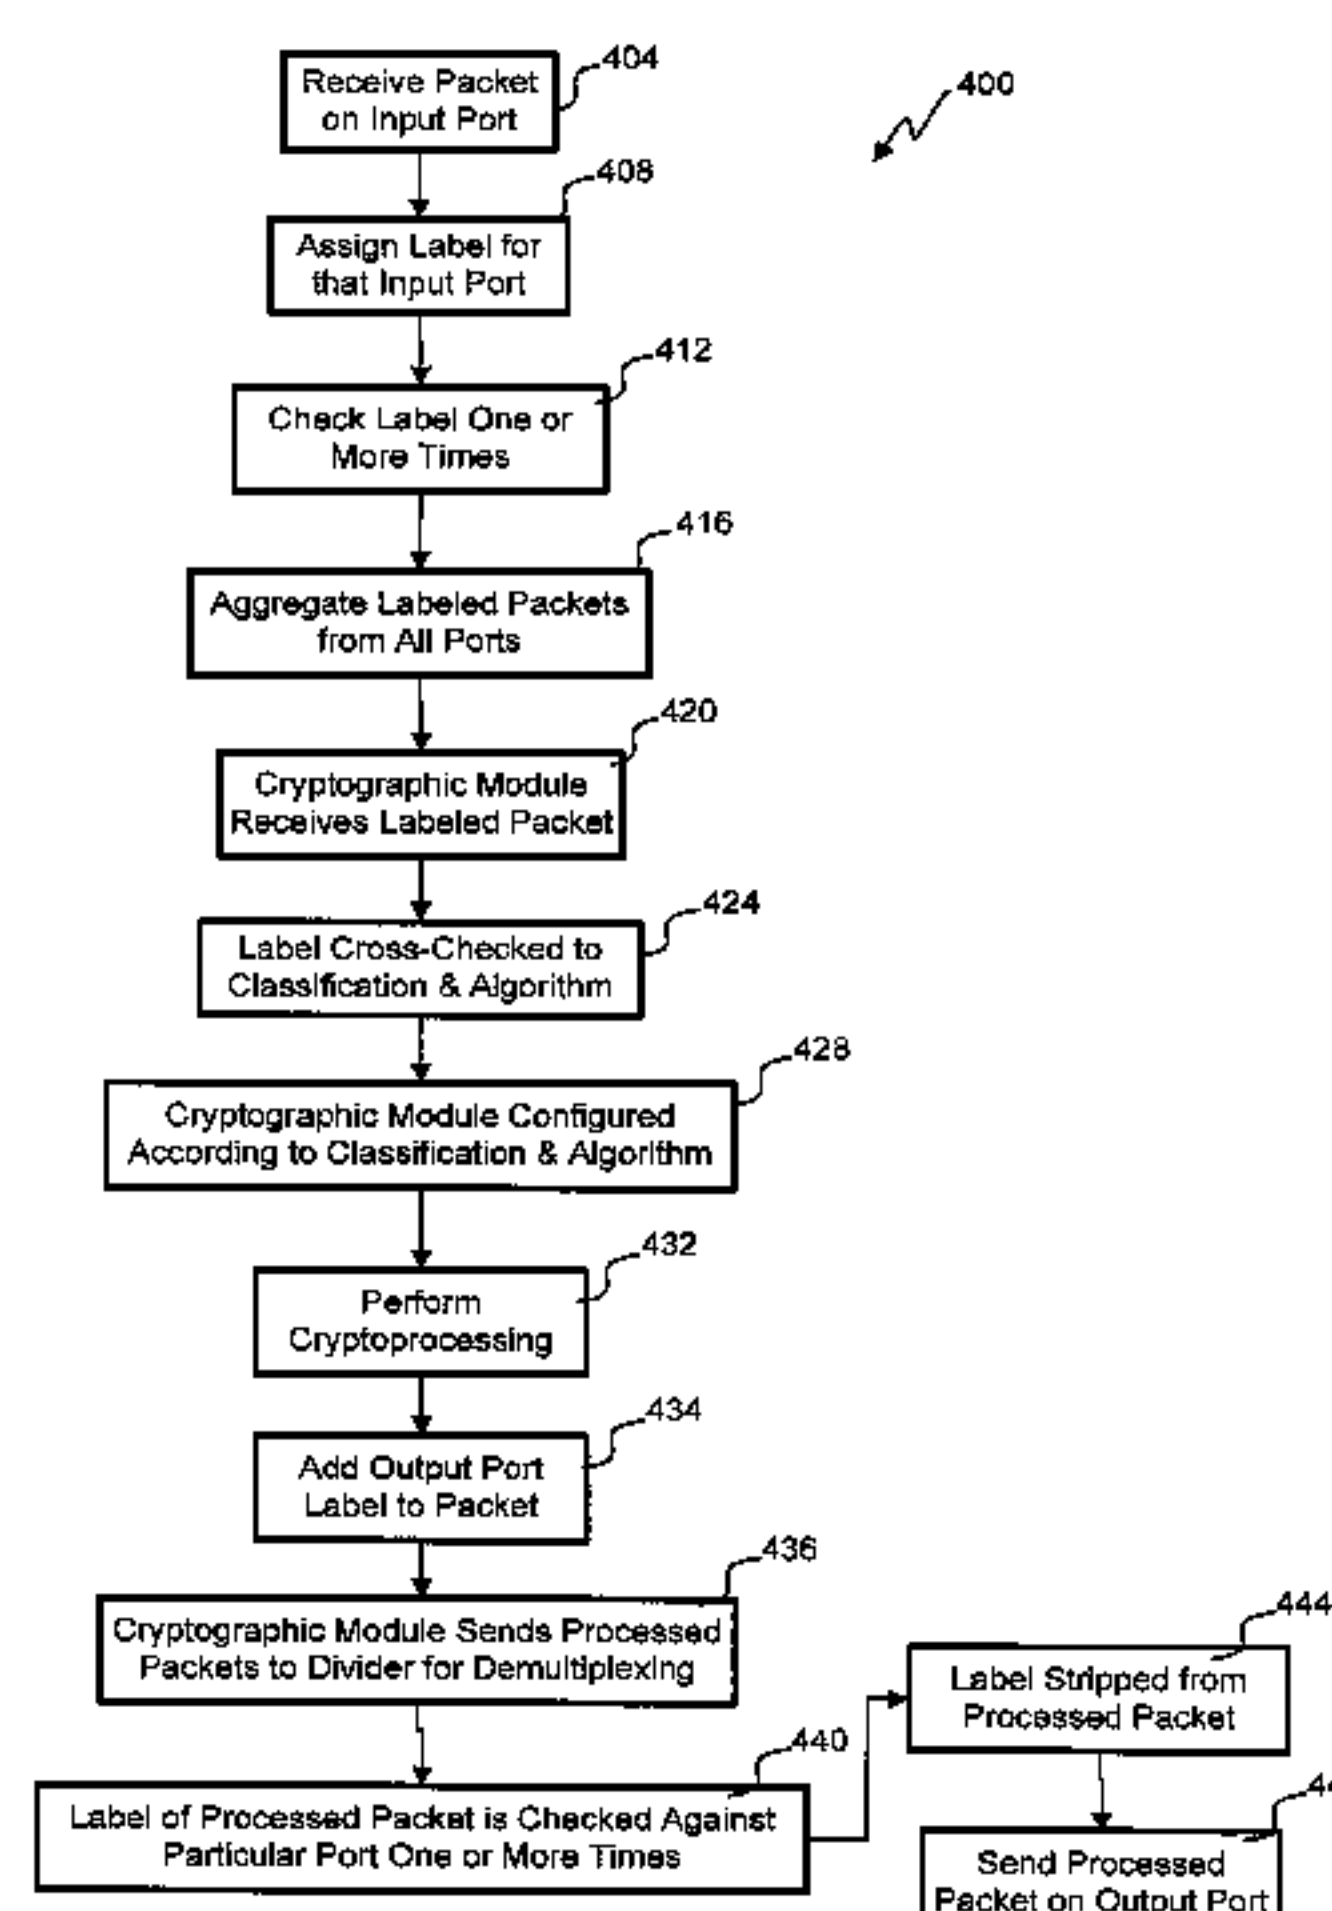 404
Receive Packet
on Input Port
400
408
Assign Label for
that Input Port
412
Check Label One or
More Times
416
Aggregate Labeled Packets
from All Ports
420
Cryptographic Module
Receives Labeled Packet
424
Label Cross-Checked to
Classification & Algorithm
428
Cryptographic Module Configured
According to Classification & Algorithm
432
Perform
Cryptoprocessing
434
Add Output Port
Label to Packet
436
Cryptographic Module Sends Processed
Packets to Divider for Demultiplexing
440
Label of Processed Packet is Checked Against
Particular Port One or More Times
444
Label Stripped from
Processed Packet
Send Processed
Packet on Output Port